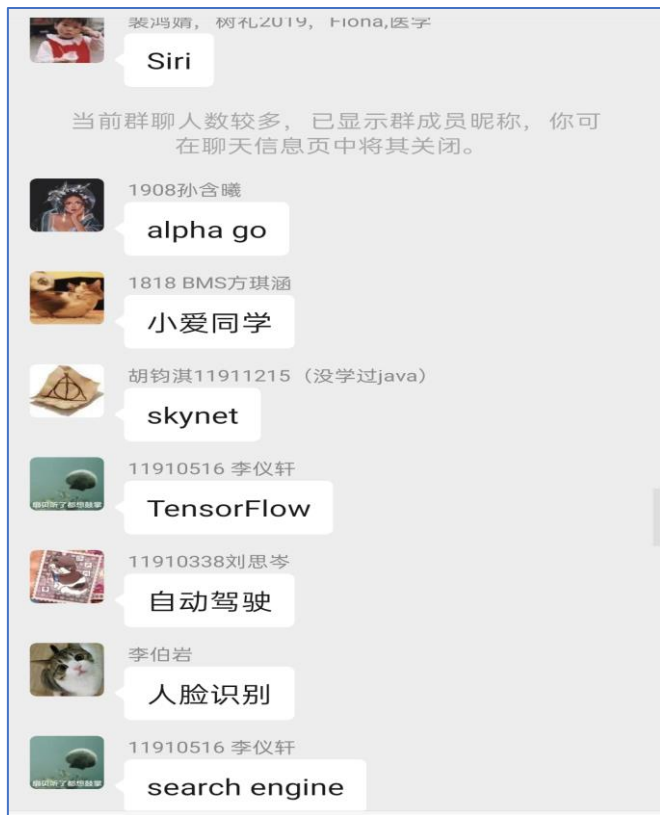 裴鸿婧，树礼2019，Fiona,医学
Siri
当前群聊人数较多，已显示群成员昵称，你可
在聊天信息页中将其关闭。
1908孙含曦
alpha go
1818 BMS方琪涵
小爱同学
胡钧淇11911215（没学过java）
skynet
11910516 李仪轩
TensorFlow
11910338刘思岑
自动驾驶
李伯岩
人脸识别
11910516 李仪轩
search engine